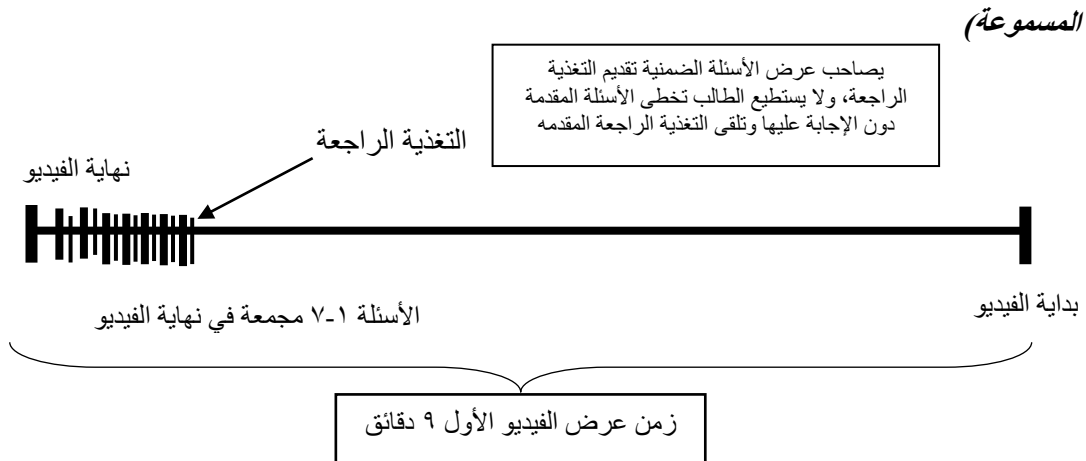 المسموعة)
يصاحب عرض الأسئلة الضمنية تقديم التغذية
الراجعة، ولا يستطيع الطالب تخطى الأسئلة المقدمة
دون الإجابة عليها وتلقى التغذية الراجعة المقدمه
التغذية الراجعة
نهاية الفيديو
بداية الفيديو
الأسئلة ١-٧ مجمعة في نهاية الفيديو
زمن عرض الفيديو الأول ٩ دقائق